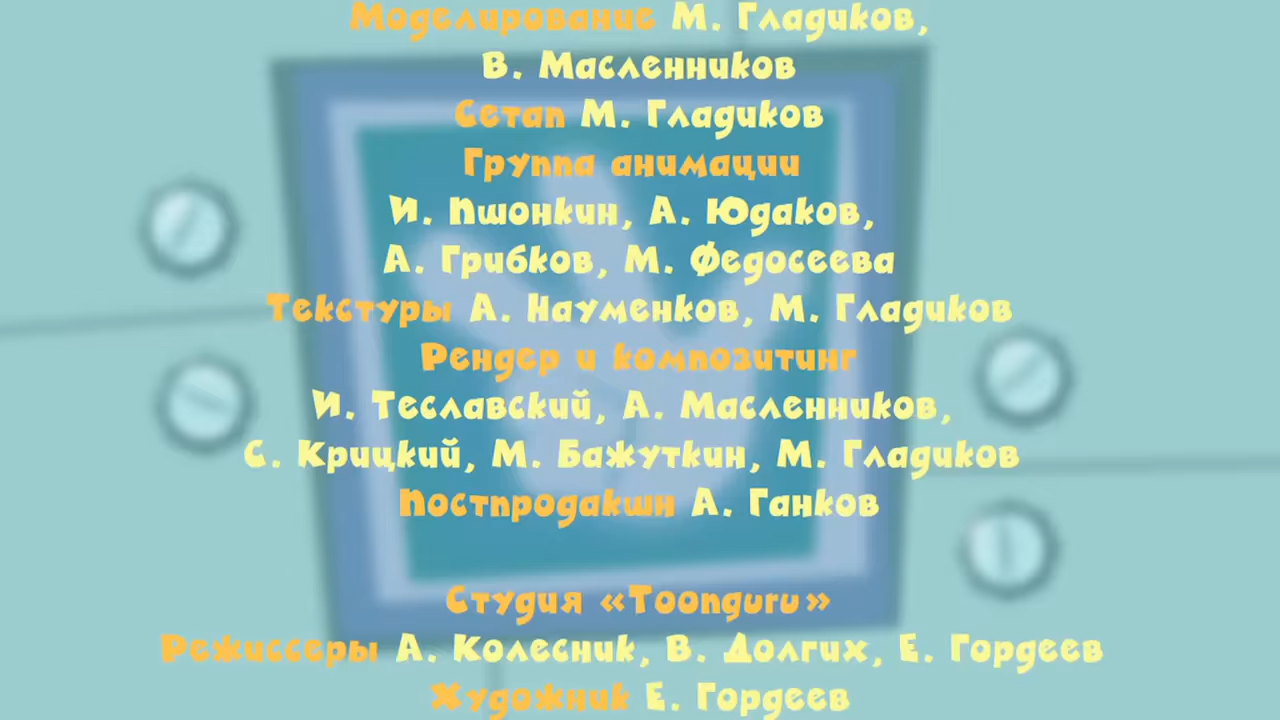 Моделирование М. Гладиков,
В. Масленников
Сетап М. Гладиков
Группа анимации
И. Пшонкин, А. Юдаков,
А. Грибков, М. Федосеева
Текстуры А. Науменков, М. Гладиков
Рендер и композитинг
И. Теславский, А. Масленников,
С. Крицкий, М. Бажуткин, М. Гладиков
Постпродакшн А. Ганков
Студия «Toonguru»
Режиссеры А. Колесник, В. Долгих, Е. Гордеев
Художник Е. Гордеев